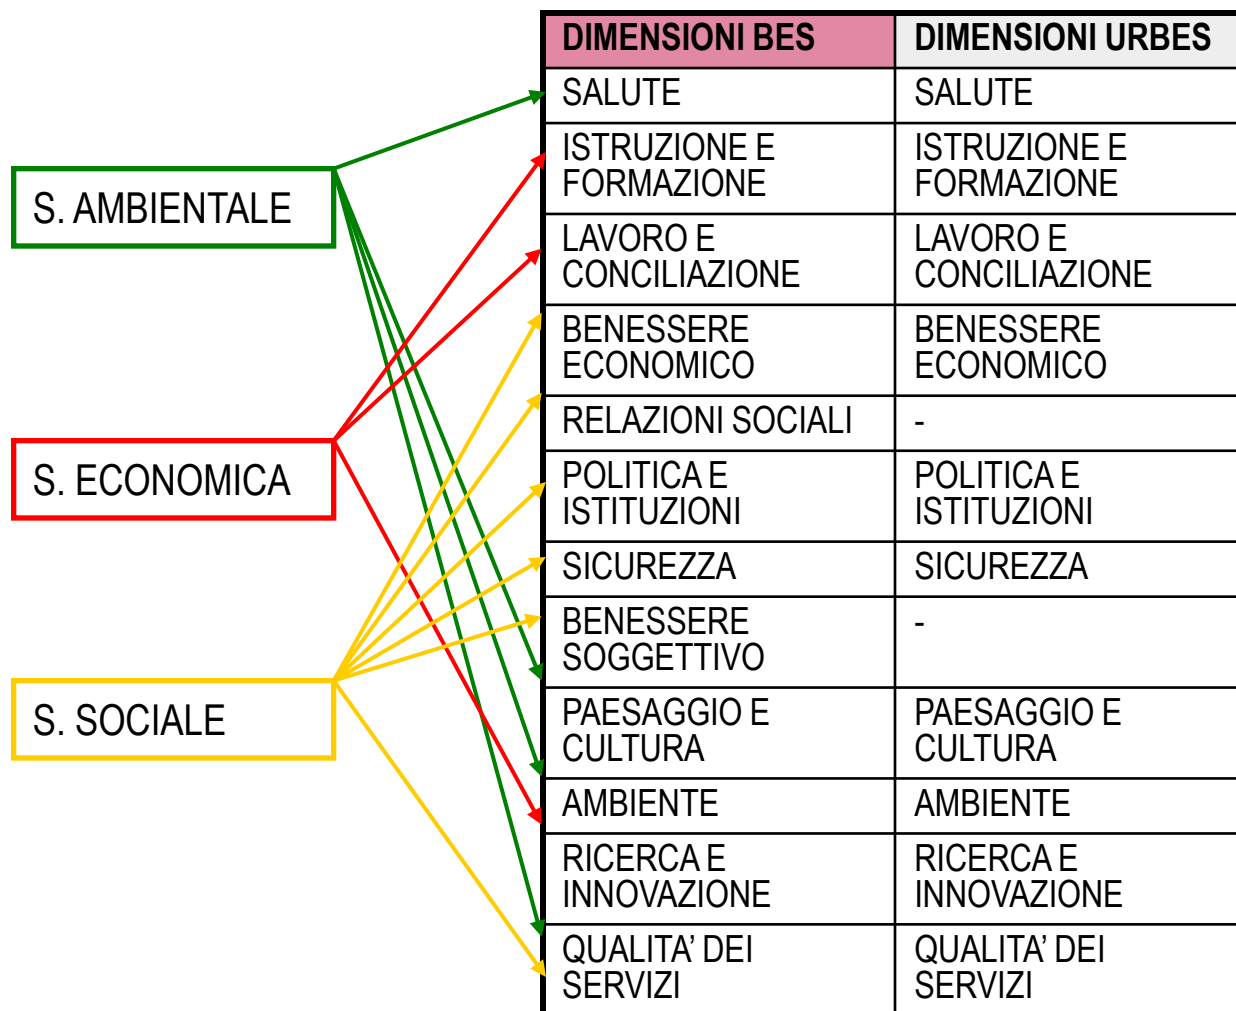 DIMENSIONI BES
DIMENSIONI URBES
SALUTE
SALUTE
ISTRUZIONE E
FORMAZIONE
ISTRUZIONE E
FORMAZIONE
S. AMBIENTALE
LAVORO E
CONCILIAZIONE
LAVORO E
CONCILIAZIONE
BENESSERE
ECONOMICO
BENESSERE
ECONOMICO
RELAZIONI SOCIALI
-
S. ECONOMICA
POLITICA E
ISTITUZIONI
POLITICA E
ISTITUZIONI
SICUREZZA
SICUREZZA
BENESSERE
SOGGETTIVO
-
S. SOCIALE
PAESAGGIO E
CULTURA
PAESAGGIO E
CULTURA
AMBIENTE
AMBIENTE
RICERCA E
INNOVAZIONE
RICERCA E
INNOVAZIONE
QUALITA’ DEI
SERVIZI
QUALITA’ DEI
SERVIZI